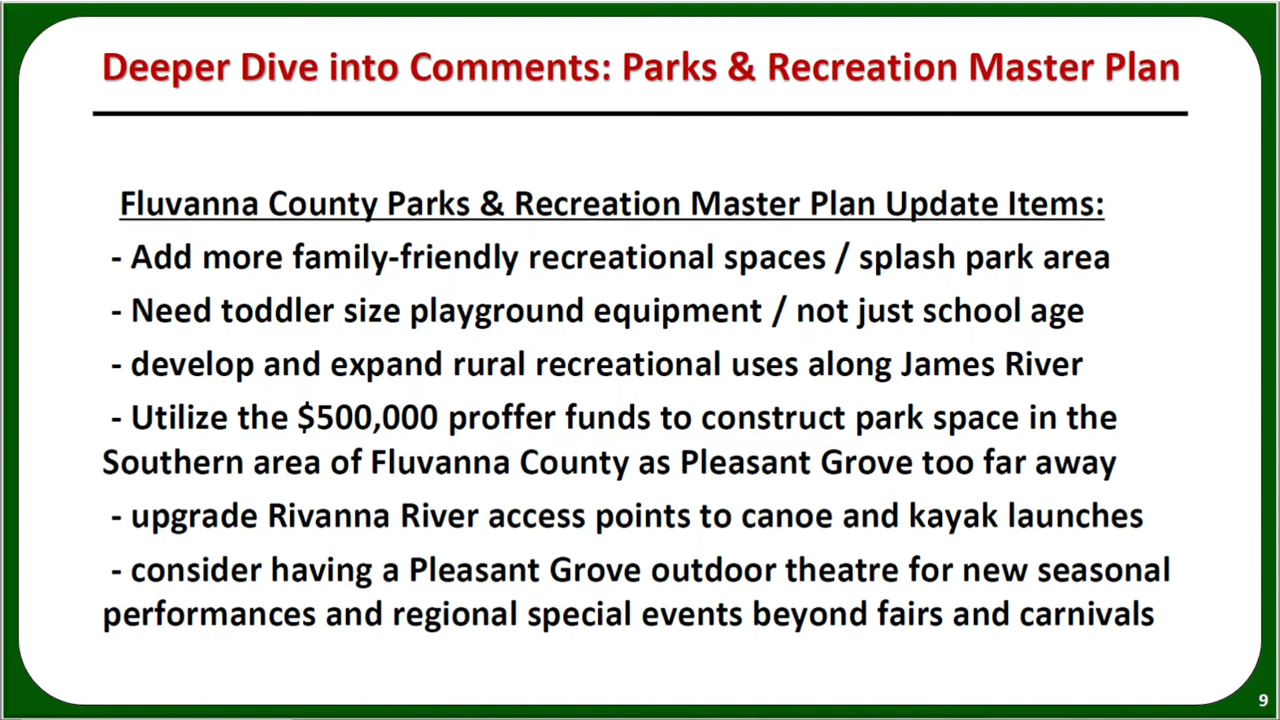 Deeper Dive into Comments: Parks & Recreation Master Plan
Fluvanna County Parks & Recreation Master Plan Update Items:
- Add more family-friendly recreational spaces / splash park area
- Need toddler size playground equipment / not just school age
- develop and expand rural recreational uses along James River
- Utilize the $500,000 proffer funds to construct park space in the
Southern area of Fluvanna County as Pleasant Grove too far away
- upgrade Rivanna River access points to canoe and kayak launches
- consider having a Pleasant Grove outdoor theatre for new seasonal
performances and regional special events beyond fairs and carnivals
9